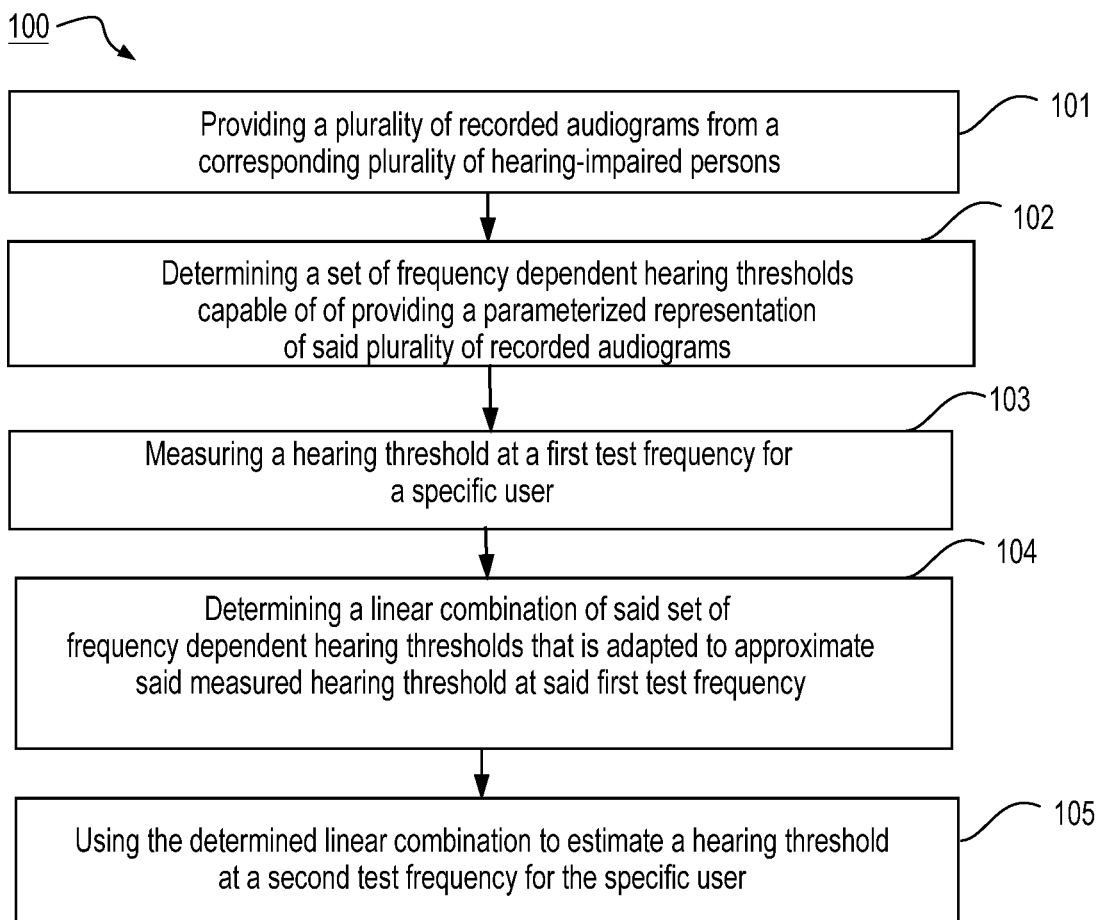 100
101
Providing a plurality of recorded audiograms from a
corresponding plurality of hearing-impaired persons
102
Determining a set of frequency dependent hearing thresholds
capable of of providing a parameterized representation
of said plurality of recorded audiograms
103
Measuring a hearing threshold at a first test frequency for
a specific user
104
Determining a linear combination of said set of
frequency dependent hearing thresholds that is adapted to approximate
said measured hearing threshold at said first test frequency
105
Using the determined linear combination to estimate a hearing threshold
at a second test frequency for the specific user